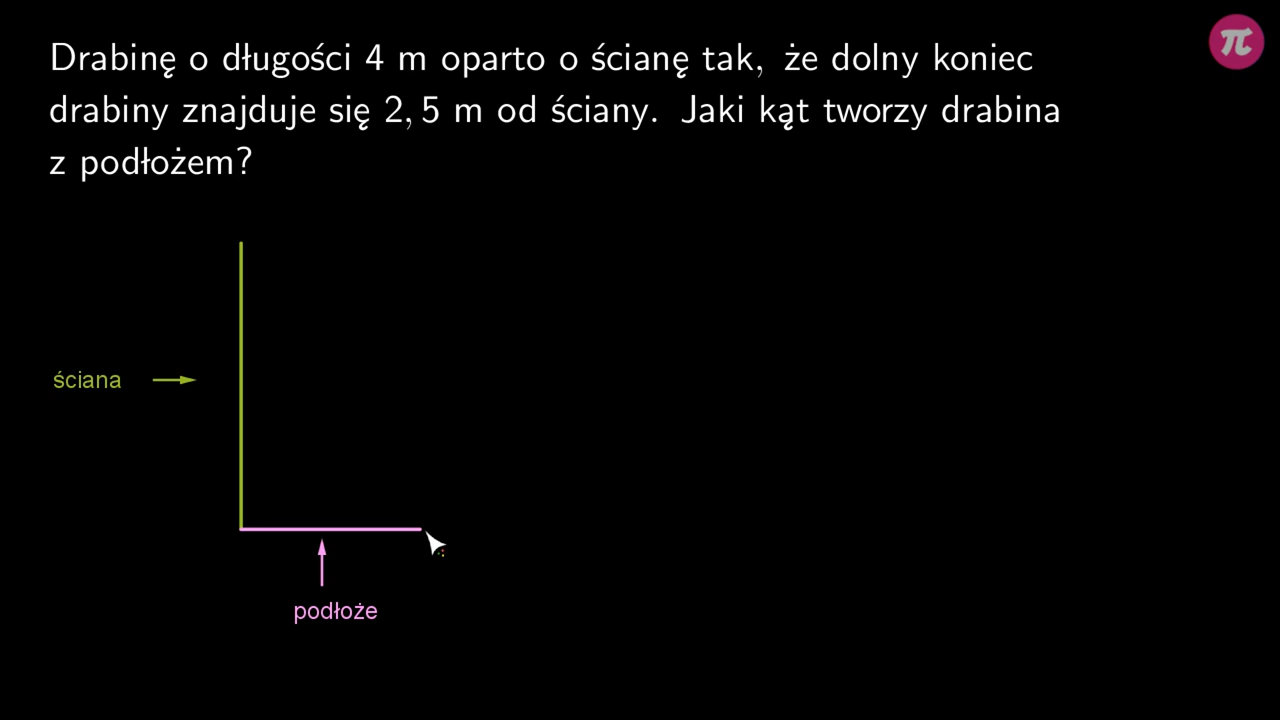 Drabinę o długości 4 m oparto o ścianę tak, że dolny koniec
drabiny znajduje się 2,5 m od ściany. Jaki kąt tworzy drabina
z podłożem?
ściana
podłoże
π